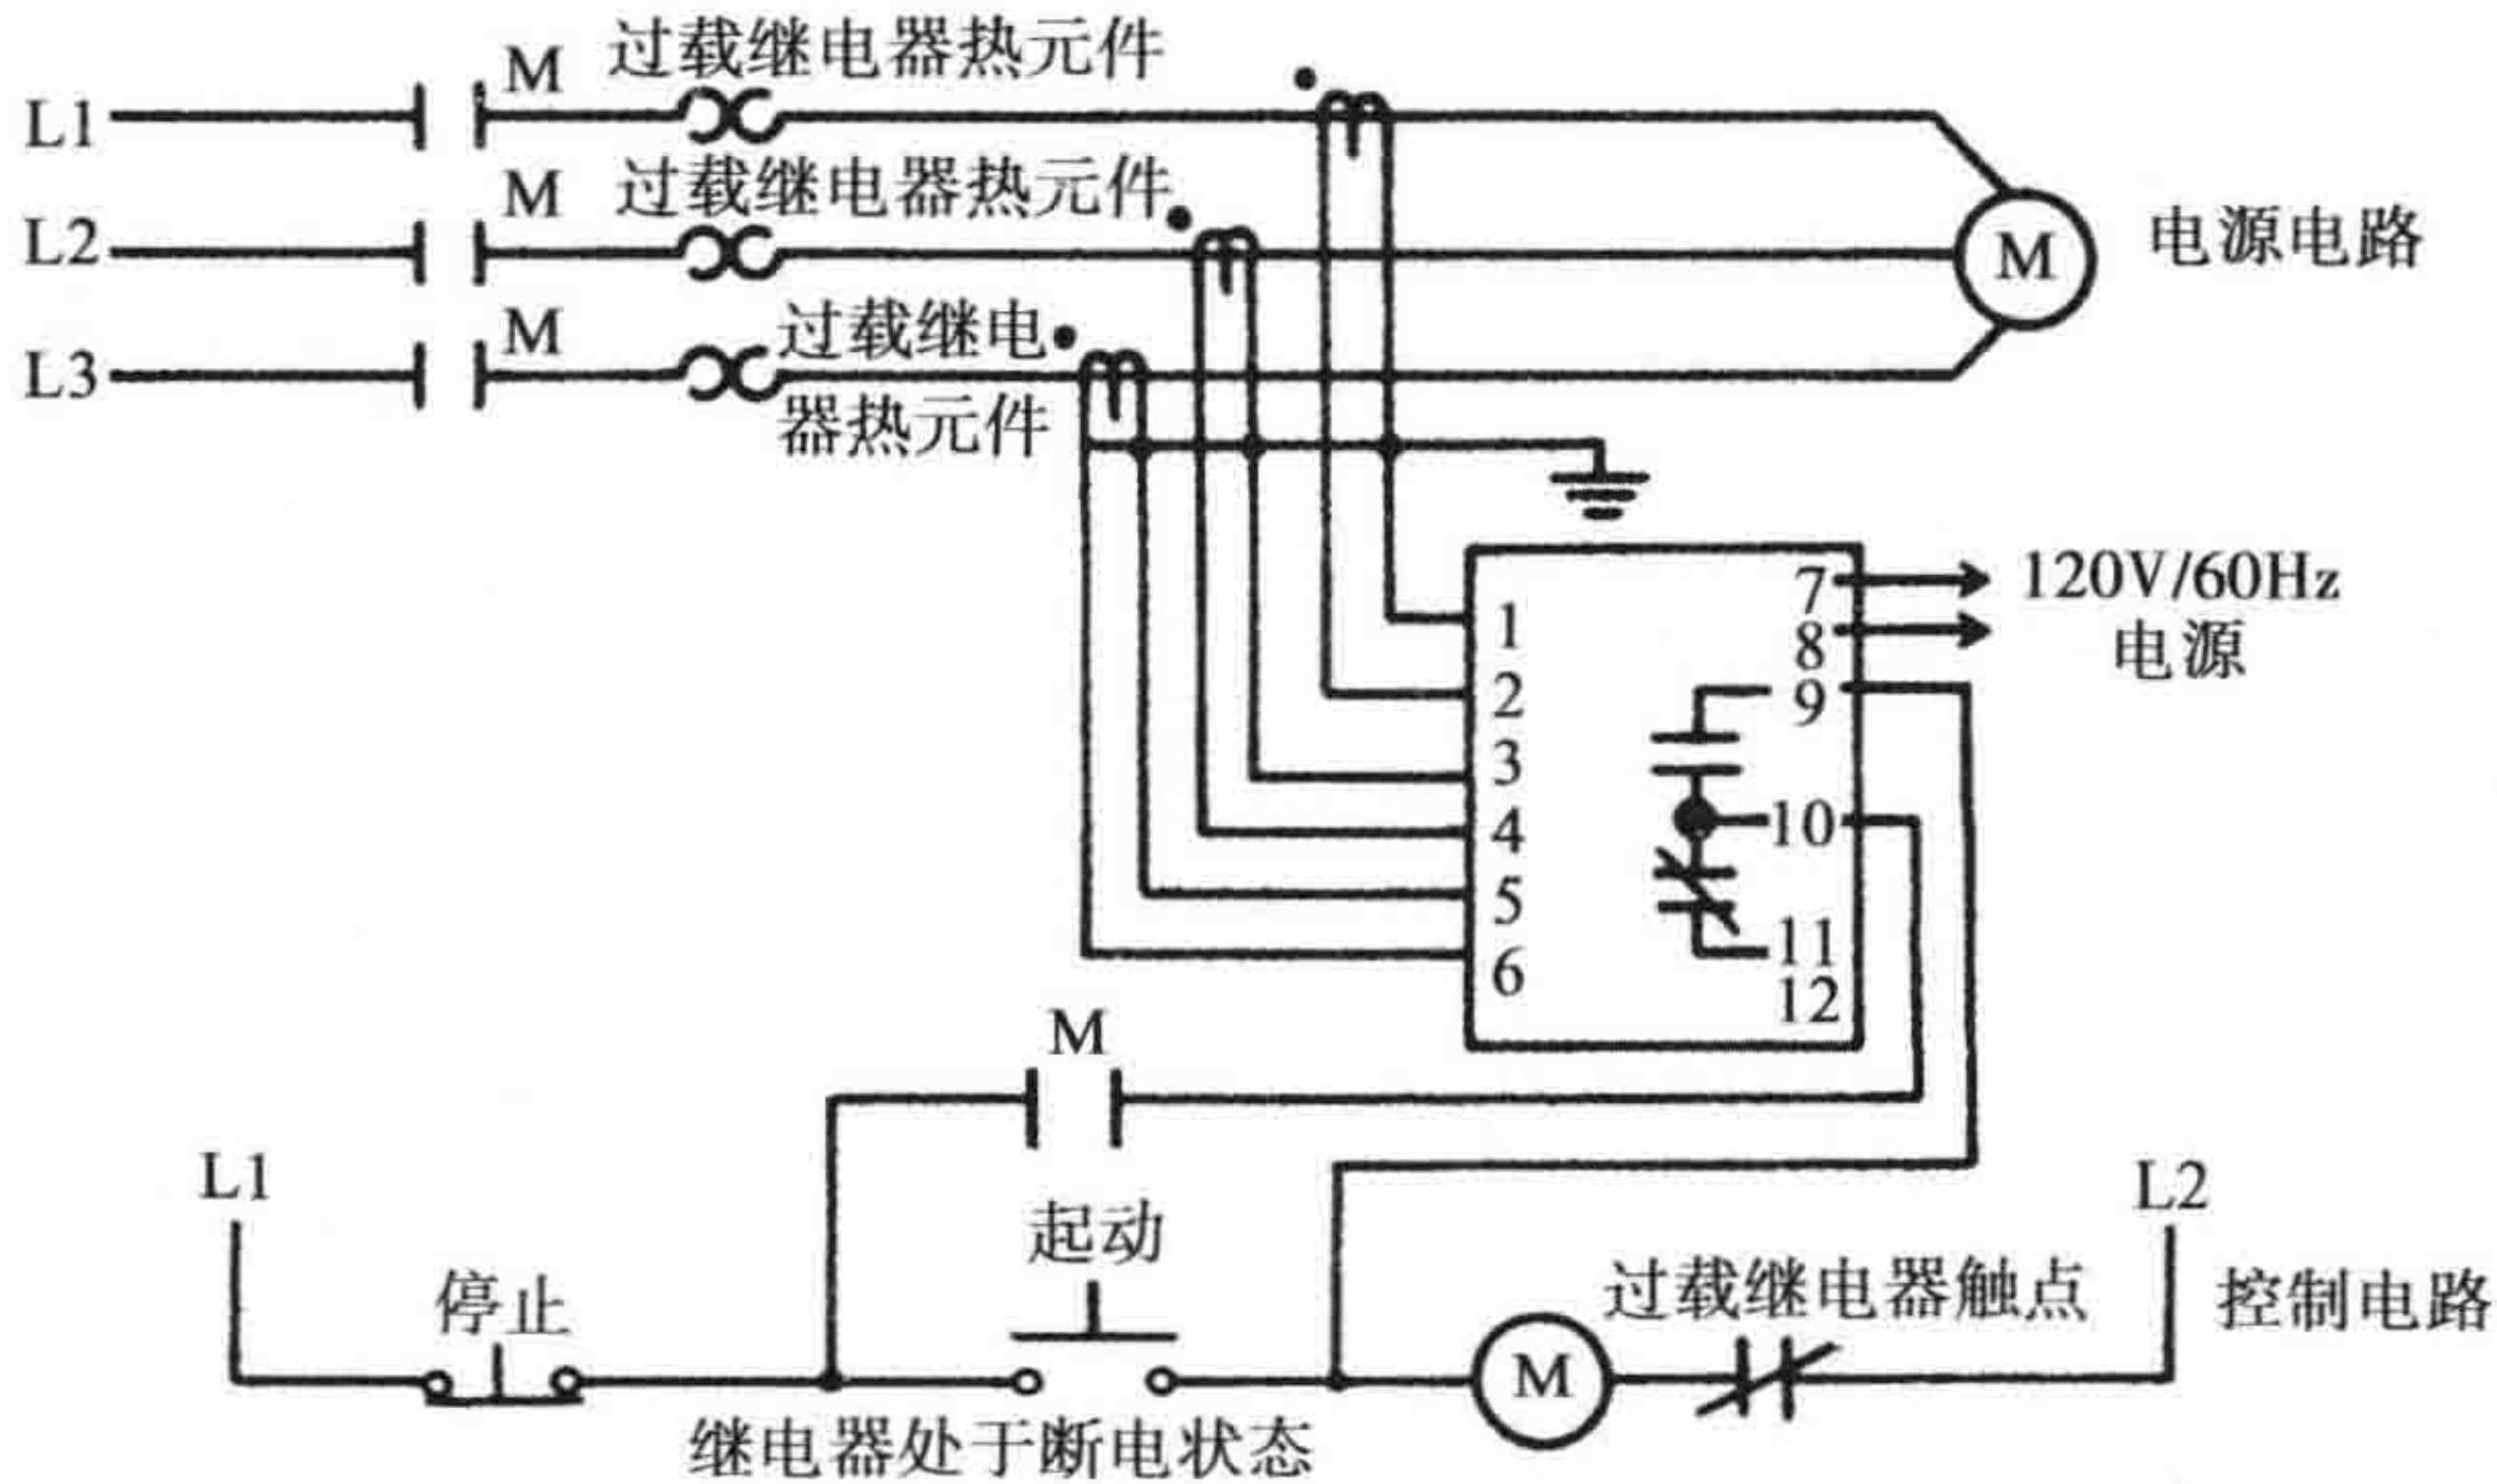 M 过载继电器热元件
L1
M 过载继电器热元件
L2
M 电源电路
M 过载继电
L3
器热元件
7 120V/60Hz
1
8 电源
2
9
3
4
10
5
11
6
12
M
L1
L2
起动
停止
过载继电器触点
控制电路
M
继电器处于断电状态